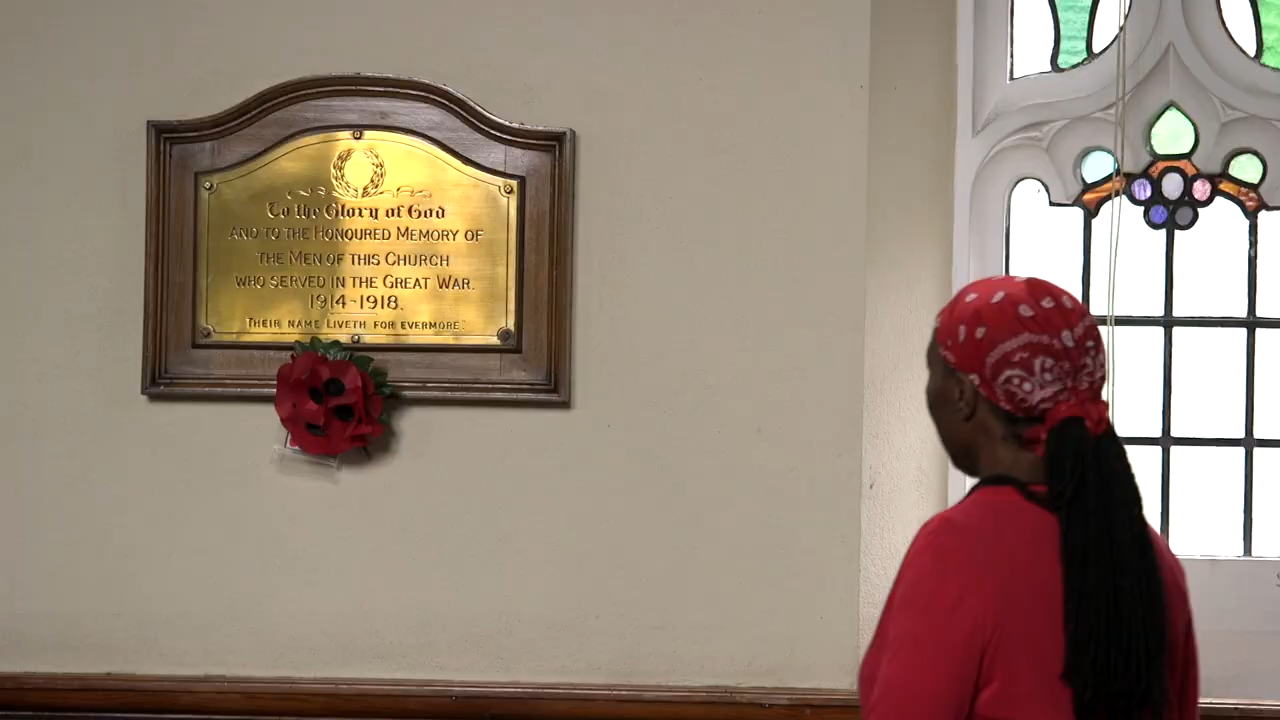 To the Glory of God
AND TO THE HONOURED MEMORY OF
THE MEN OF THIS CHURCH
WHO SERVED IN THE GREAT WAR.
1914-1918.
"THEIR NAME LIVETH FOR EVERMORE."